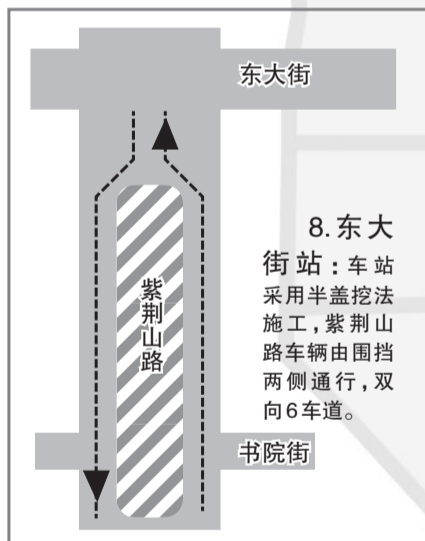 东大街
紫荆山路
8.东大
街站：车站
采用半盖挖法
施工，紫荆山
路车辆由围挡
两侧通行，双
向6车道。
书院街